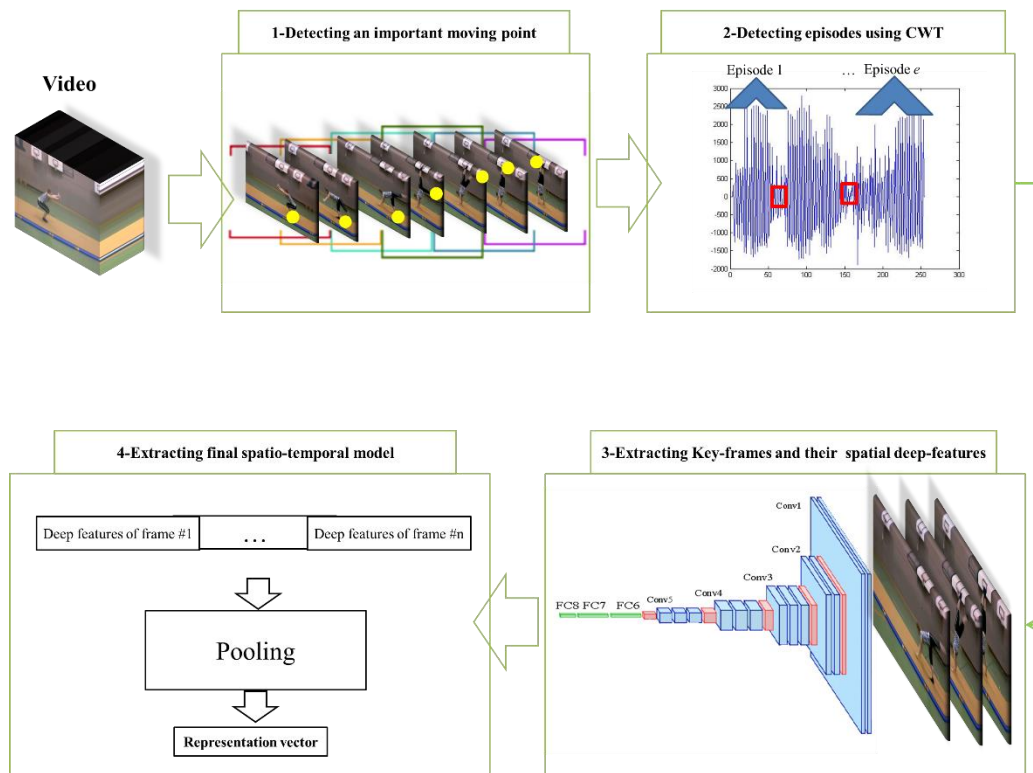 Video
1-Detecting an important moving point
2-Detecting episodes using CWT
Episode 1 … Episode e
3000
2500
2000
1500
1000
500
0
-500
-1000
-1500
-2000
0 50 100 150 200 250 300
4-Extracting final spatio-temporal model
Deep features of frame #1 … Deep features of frame #n
Pooling
Representation vector
3-Extracting Key-frames and their spatial deep-features
Conv1
Conv2
Conv3
Conv4
Conv5
FC8 FC7 FC6